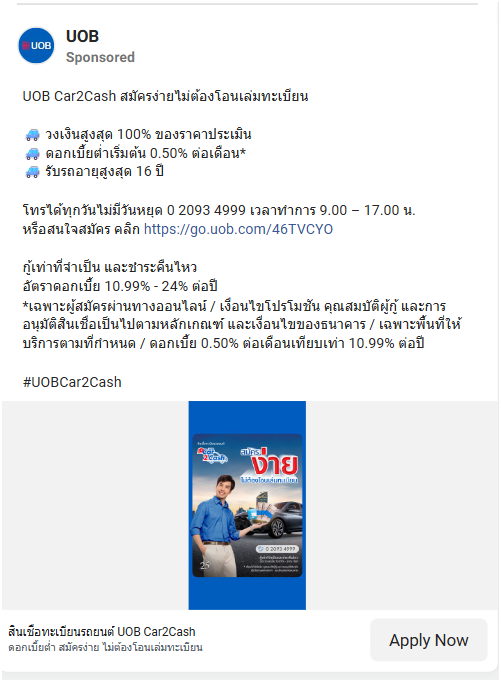 UOB
UOB
Sponsored
UOB Car2Cash สมัครง่ายไม่ต้องโอนเล่มทะเบียน
🚙 วงเงินสูงสุด 100% ของราคาประเมิน
🚙 ดอกเบี้ยต่ำเริ่มต้น 0.50% ต่อเดือน*
🚙 รับรถอายุสูงสุด 16 ปี
โทรได้ทุกวันไม่มีวันหยุด 0 2093 4999 เวลาทำการ 9.00 – 17.00 น.
หรือสนใจสมัคร คลิก https://go.uob.com/46TVCYO
กู้เท่าที่จำเป็น และชำระคืนไหว
อัตราดอกเบี้ย 10.99% - 24% ต่อปี
*เฉพาะผู้สมัครผ่านทางออนไลน์ / เงื่อนไขโปรโมชัน คุณสมบัติผู้กู้ และการ
อนุมัติสินเชื่อเป็นไปตามหลักเกณฑ์ และเงื่อนไขของธนาคาร / เฉพาะพื้นที่ให้
บริการตามที่กำหนด / ดอกเบี้ย 0.50% ต่อเดือนเทียบเท่า 10.99% ต่อปี
#UOBCar2Cash
สมัคร
ง่าย
ไม่ต้องโอนเล่มทะเบียน
0 2093 4999
สินเชื่อทะเบียนรถยนต์ UOB Car2Cash
ดอกเบี้ยต่ำ สมัครง่าย ไม่ต้องโอนเล่มทะเบียน
Apply Now